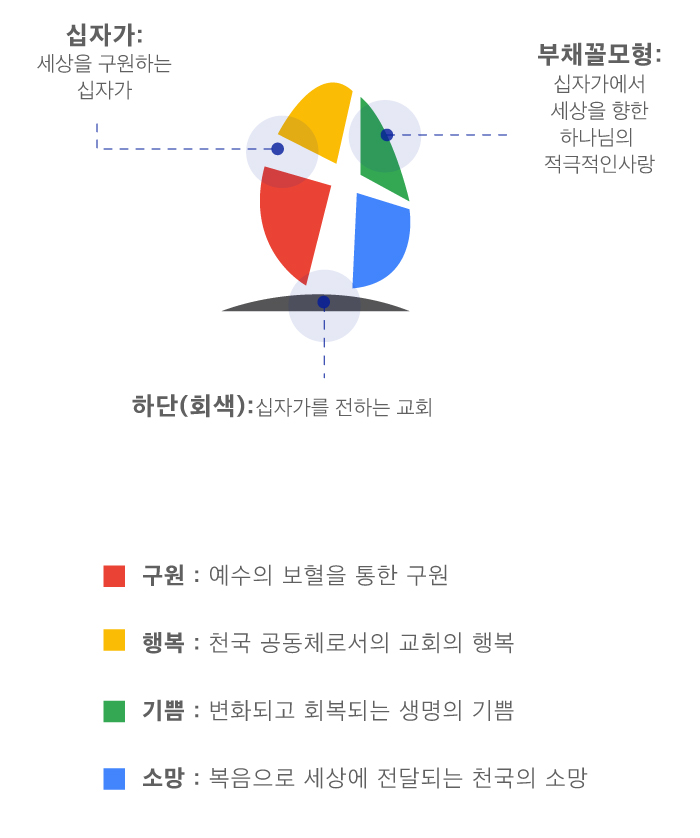 십자가:
세상을 구원하는
십자가
부채꼴모형:
십자가에서
세상을 향한
하나님의
적극적인사랑
하단(회색):십자가를 전하는 교회
구원 : 예수의 보혈을 통한 구원
행복 : 천국 공동체로서의 교회의 행복
기쁨 : 변화되고 회복되는 생명의 기쁨
소망 : 복음으로 세상에 전달되는 천국의 소망